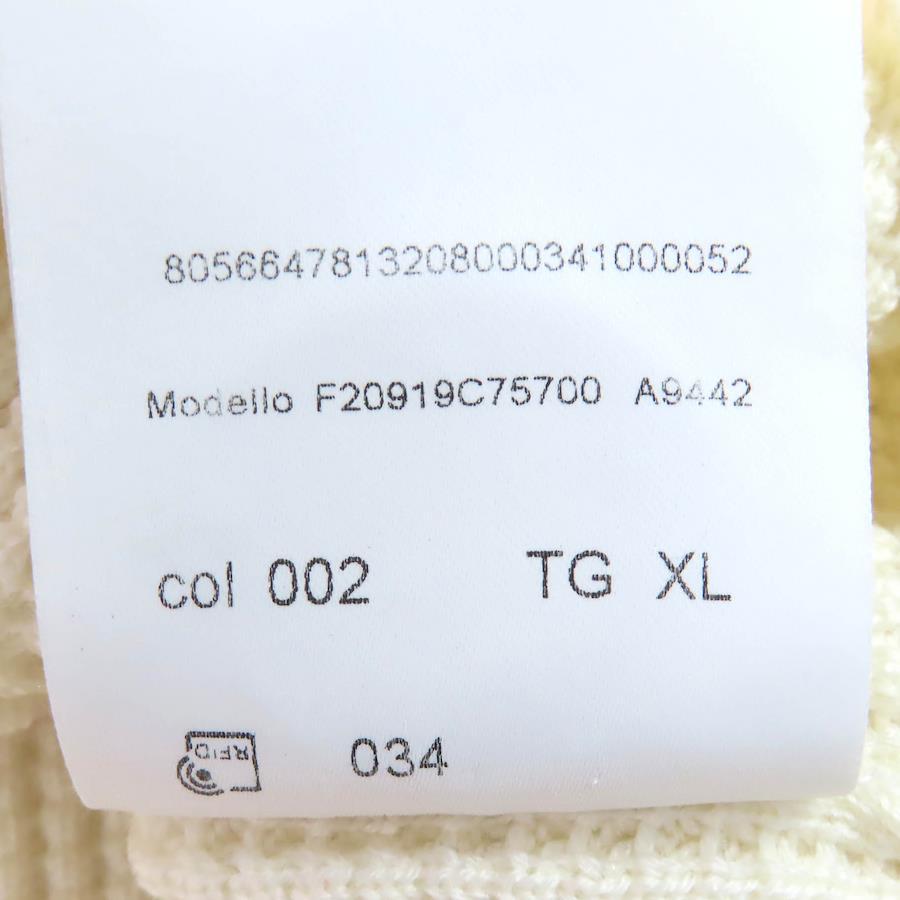 8056647813208000341000052
Modello F20919C75700 A9442
col 002 TG XL
RFID 034